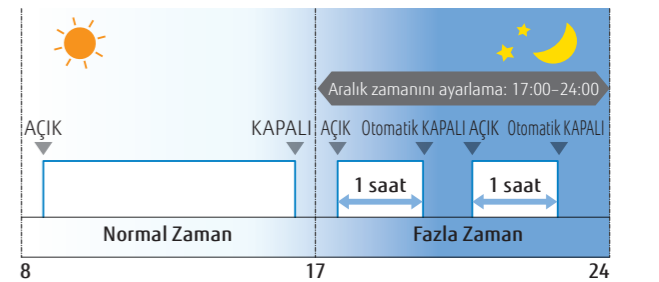 Aralık zamanını ayarlama: 17:00–24:00
AÇIK KAPALI AÇIK Otomatik KAPALI AÇIK Otomatik KAPALI
1 saat 1 saat
Normal Zaman Fazla Zaman
8 17 24